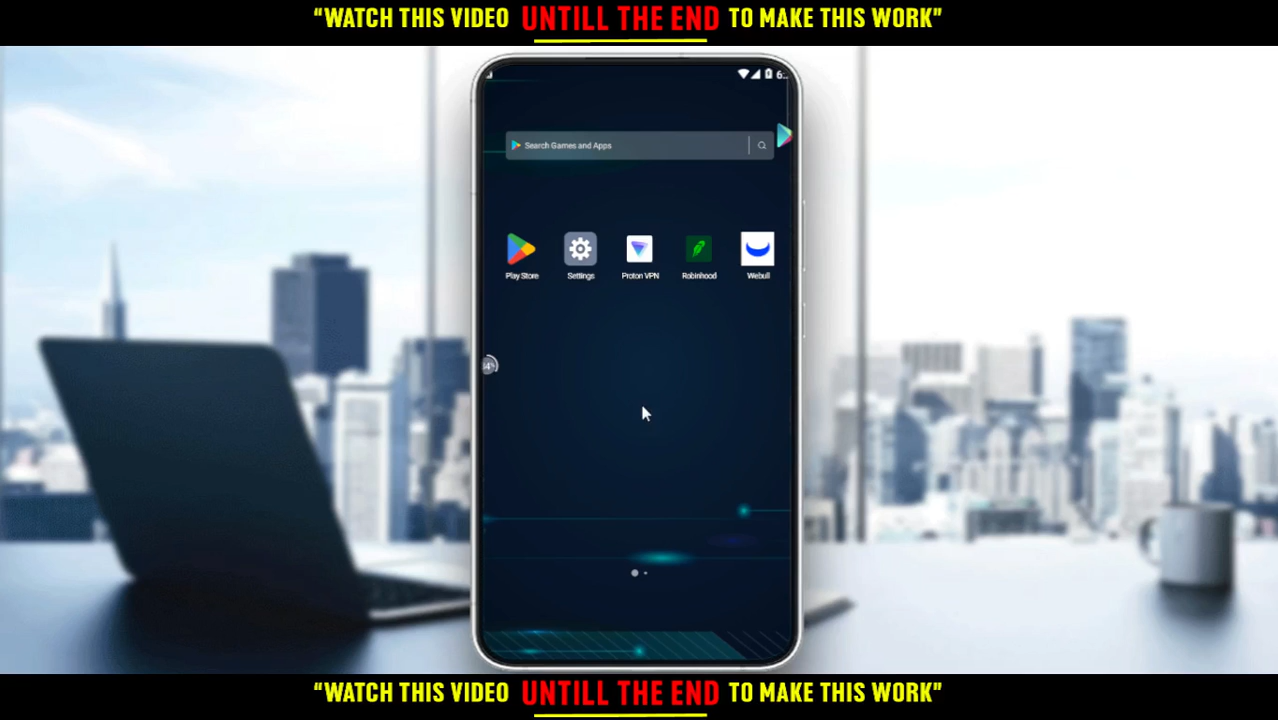 “WATCH THIS VIDEO UNTILL THE END TO MAKE THIS WORK”
6:..
Search Games and Apps
Play Store Settings Proton VPN Robinhood Webull
“WATCH THIS VIDEO UNTILL THE END TO MAKE THIS WORK”